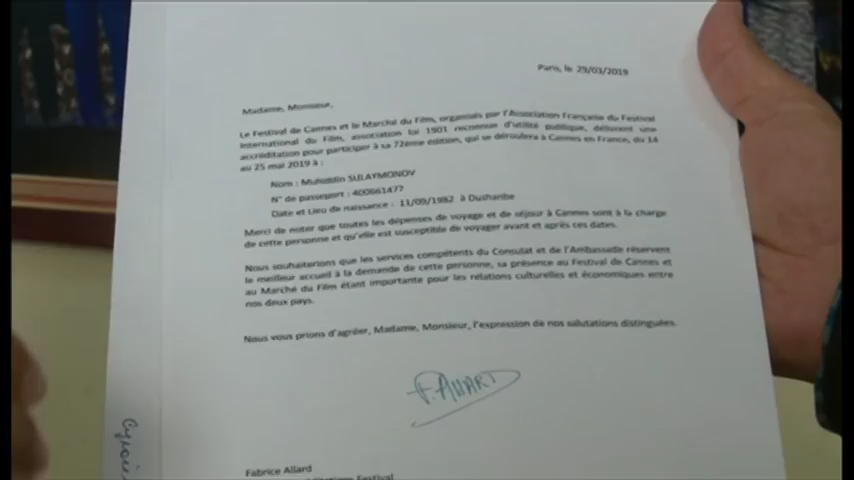 Paris, le 29/03/2019
Madame, Monsieur,
Le Festival de Cannes et le Marché du Film, organisés par l'Association Française du Festival
International du Film, association loi 1901 reconnue d'utilité publique, délivrent une
accréditation pour participer à sa 72ème édition, qui se déroulera à Cannes en France, du 14
au 25 mai 2019 à :
Nom : Muhiddin SULAYMONOV
N° de passeport : 400661477
Date et Lieu de naissance : 11/09/1982 à Dushanbe
Merci de noter que toutes les dépenses de voyage et de séjour à Cannes sont à la charge
de cette personne et qu'elle est susceptible de voyager avant et après ces dates.
Nous souhaiterions que les services compétents du Consulat et de l'Ambassade réservent
le meilleur accueil à la demande de cette personne, sa présence au Festival de Cannes et
au Marché du Film étant importante pour les relations culturelles et économiques entre
nos deux pays.
Nous vous prions d'agréer, Madame, Monsieur, l'expression de nos salutations distinguées.
F. Allard
Fabrice Allard
Festival